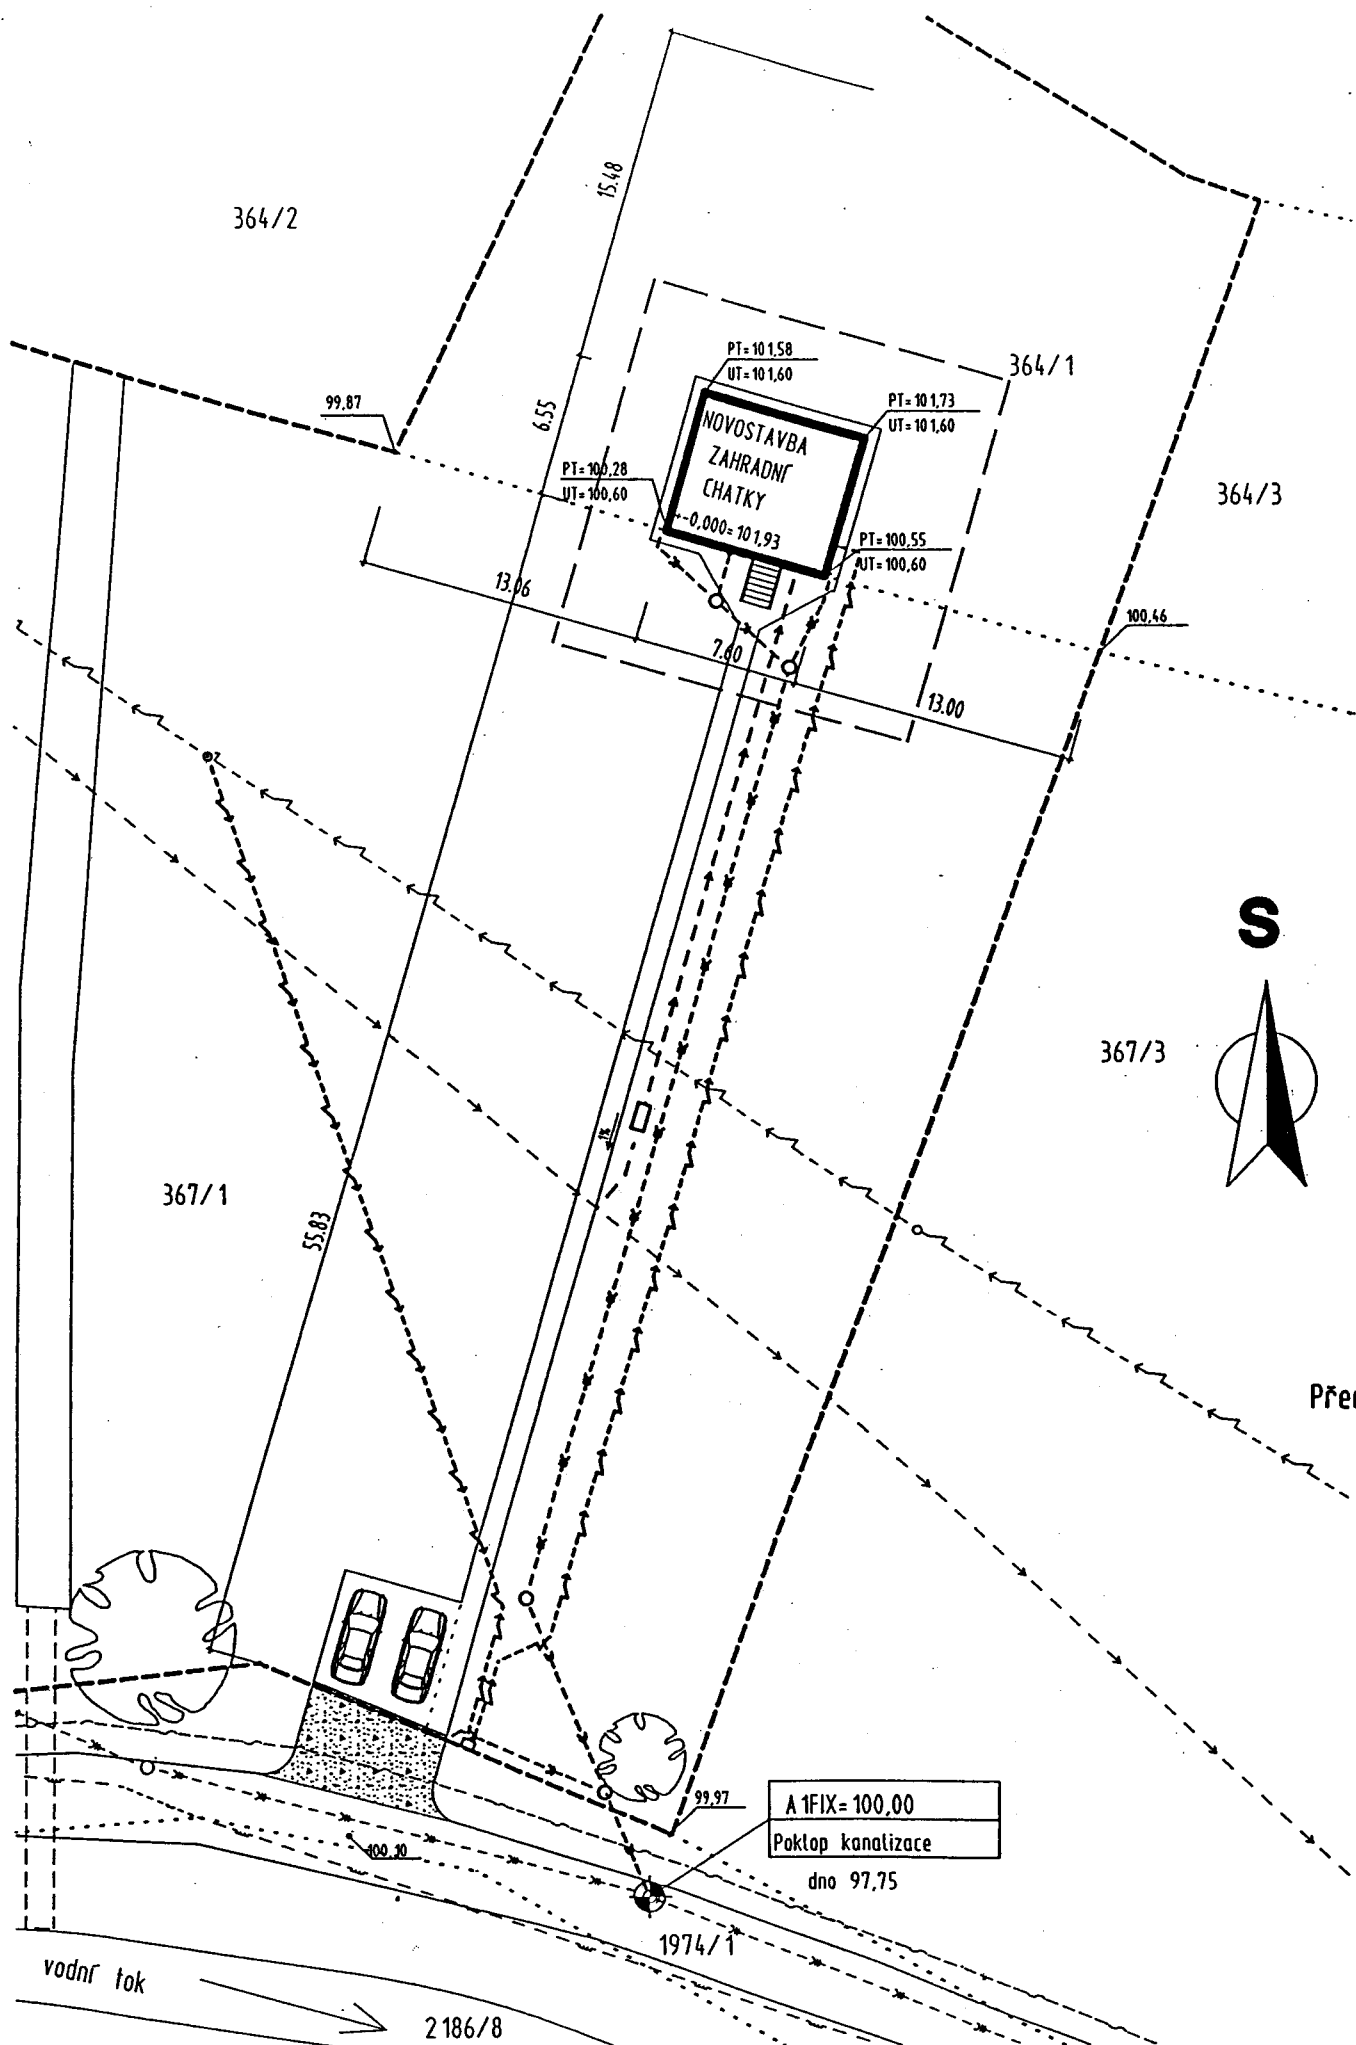 15.48
364/2
PT=101,58
UT=101,60
364/1
99,87
PT=101,73
UT=101,60
6.55
NOVOSTAVBA
ZAHRADNÍ
CHATKY
+-0,000=101,93
PT=100,28
UT=100,60
364/3
PT=100,55
UT=100,60
13.06
100,46
7.60
13.00
S
367/3
1%
367/1
55.83
99,97
A1FIX=100,00
Poklop kanalizace
dno 97,75
100,10
1974/1
vodní tok
2186/8